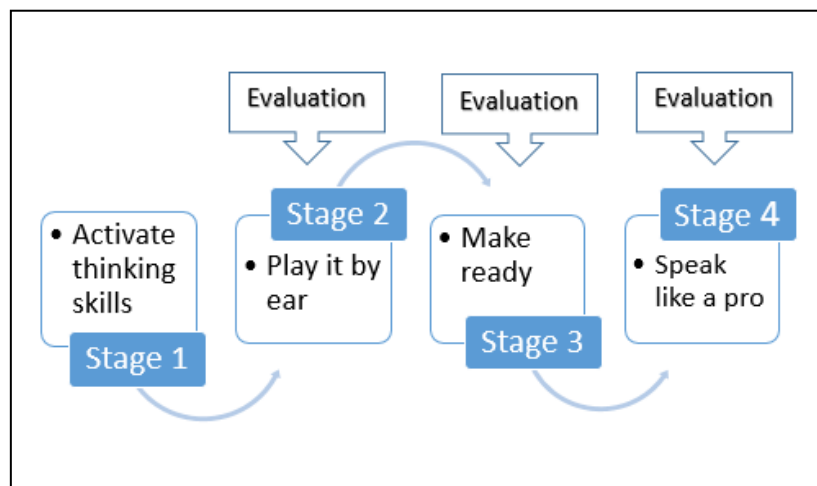 Evaluation
Evaluation
Evaluation
• Activate
thinking
skills
Stage 1
Stage 2
• Play it by
ear
• Make
ready
Stage 3
Stage 4
• Speak
like a pro